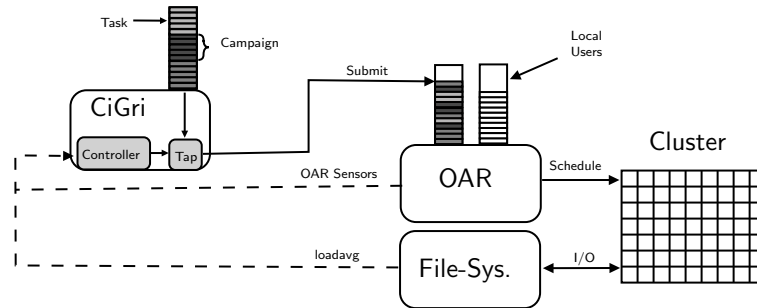 Task
Campaign
Local
Users
Submit
CiGri
Controller
Tap
Cluster
OAR Sensors
OAR
Schedule
loadavg
File-Sys.
I/O